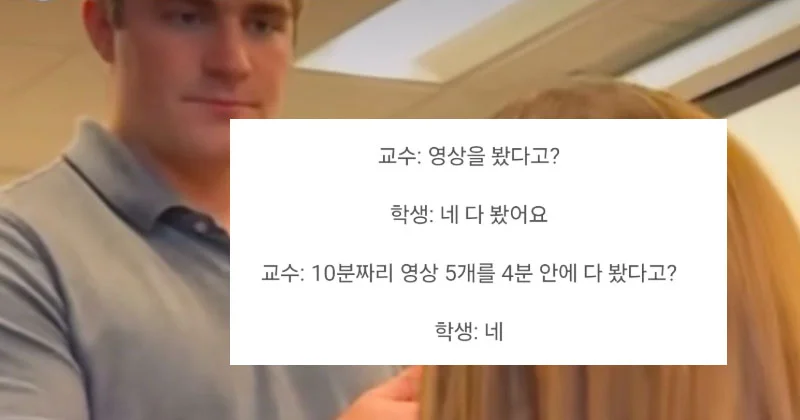 교수: 영상을 봤다고?
학생: 네 다 봤어요
교수: 10분짜리 영상 5개를 4분 안에 다 봤다고?
학생: 네